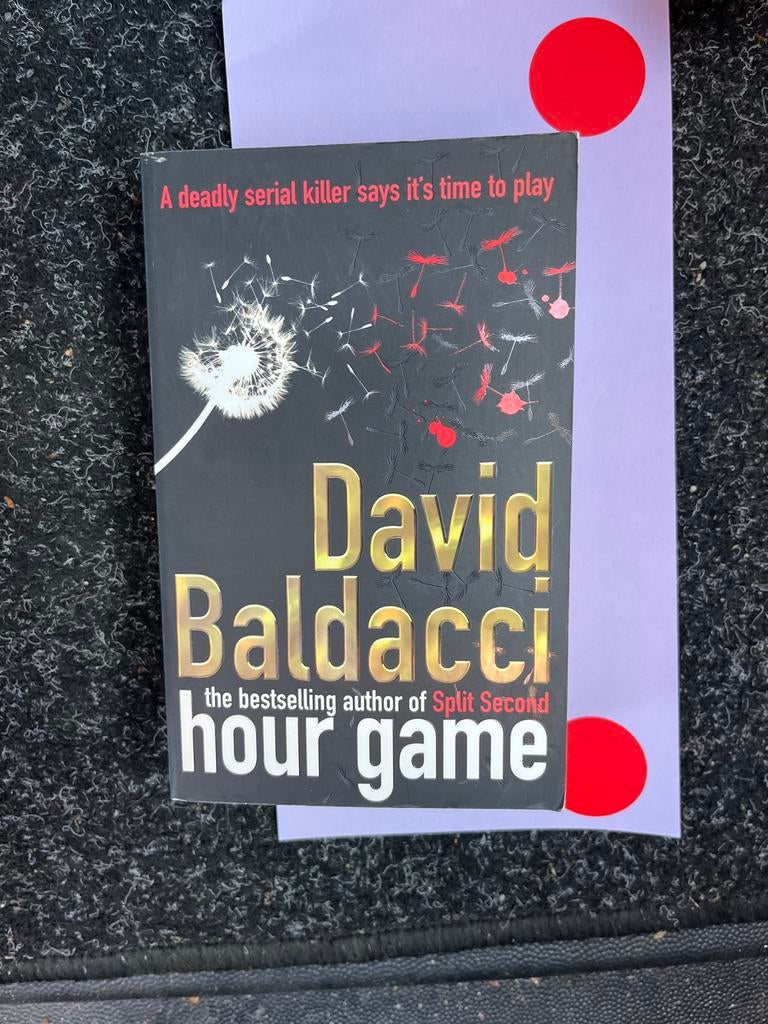 A deadly serial killer says it's time to play
David
Baldacci
the bestselling author of Split Second
hour game